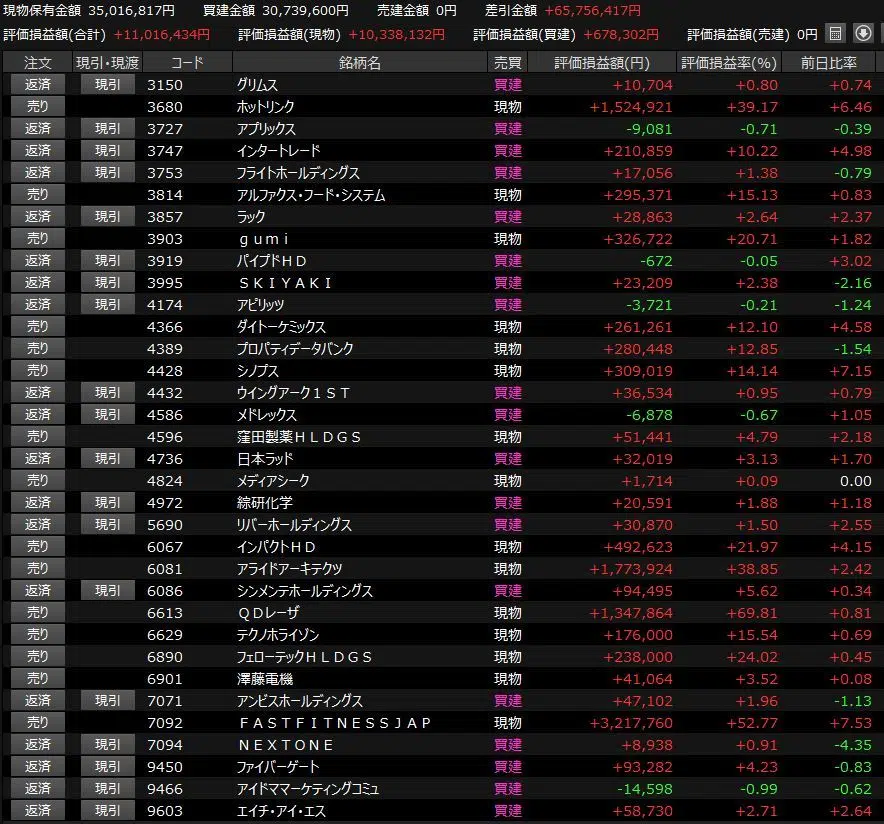 現物保有金額 35,016,817円 買建金額 30,739,600円 売建金額 0円 差引金額 +65,756,417円
評価損益額(合計) +11,016,434円 評価損益額(現物) +10,338,132円 評価損益額(買建) +678,302円 評価損益額(売建) 0円
注文 現引・現渡 コード 銘柄名 売買 評価損益額(円) 評価損益率(%) 前日比率
返済 現引 3150 グリムス 買建 +10,704 +0.80 +0.74
売り 3680 ホットリンク 現物 +1,524,921 +39.17 +6.46
返済 現引 3727 アプリックス 買建 -9,081 -0.71 -0.39
返済 現引 3747 インタートレード 買建 +210,859 +10.22 +4.98
返済 現引 3753 フライトホールディングス 買建 +17,056 +1.38 -0.79
売り 3814 アルファクス・フード・システム 現物 +295,371 +15.13 +0.83
返済 現引 3857 ラック 買建 +28,863 +2.64 +2.37
売り 3903 ｇｕｍｉ 現物 +326,722 +20.71 +1.82
返済 現引 3919 パイプドＨＤ 買建 -672 -0.05 +3.02
返済 現引 3995 ＳＫＩＹＡＫＩ 買建 +23,209 +2.38 -2.16
返済 現引 4174 アピリッツ 買建 -3,721 -0.21 -1.24
売り 4366 ダイトーケミックス 現物 +261,261 +12.10 +4.58
売り 4389 プロパティデータバンク 現物 +280,448 +12.85 -1.54
売り 4428 シノプス 現物 +309,019 +14.14 +7.15
返済 現引 4432 ウイングアーク１ＳＴ 買建 +36,534 +0.95 +0.79
返済 現引 4586 メドレックス 買建 -6,878 -0.67 +1.05
売り 4596 窪田製薬ＨＬＤＧＳ 現物 +51,441 +4.79 +2.18
返済 現引 4736 日本ラッド 買建 +32,019 +3.13 +1.70
売り 4824 メディアシーク 現物 +1,714 +0.09 0.00
返済 現引 4972 綜研化学 買建 +20,591 +1.88 +1.18
返済 現引 5690 リバーホールディングス 買建 +30,870 +1.50 +2.55
売り 6067 インパクトＨＤ 現物 +492,623 +21.97 +4.15
売り 6081 アライドアーキテクツ 現物 +1,773,924 +38.85 +2.42
返済 現引 6086 シンメンテホールディングス 買建 +94,495 +5.62 +0.34
売り 6613 ＱＤレーザ 現物 +1,347,864 +69.81 +0.81
売り 6629 テクノホライゾン 現物 +176,000 +15.54 +0.69
売り 6890 フェローテックＨＬＤＧＳ 現物 +238,000 +24.02 +0.45
売り 6901 澤藤電機 現物 +41,064 +3.52 +0.08
返済 現引 7071 アンビスホールディングス 買建 +47,102 +1.96 -1.13
売り 7092 ＦＡＳＴＦＩＴＮＥＳＳＪＡＰ 現物 +3,217,760 +52.77 +7.53
返済 現引 7094 ＮＥＸＴＯＮＥ 買建 +8,938 +0.91 -4.35
返済 現引 9450 ファイバーゲート 買建 +93,282 +4.23 -0.83
返済 現引 9466 アイドママーケティングコミュ 買建 -14,598 -0.99 -0.62
返済 現引 9603 エイチ・アイ・エス 買建 +58,730 +2.71 +2.64